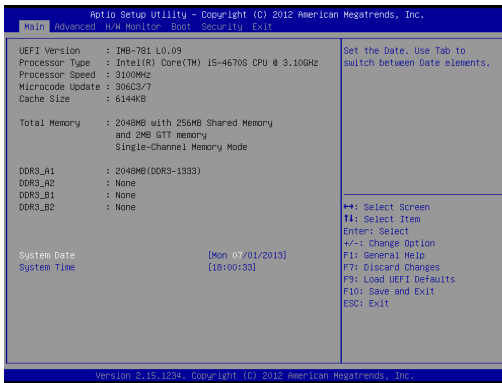 Aptio Setup Utility – Copyright (C) 2012 American Megatrends, Inc.
Main Advanced H/W Monitor Boot Security Exit
UEFI Version : IMB-781 L0.09
Processor Type : Intel(R) Core(TM) i5-4670S CPU @ 3.10GHz
Processor Speed : 3100MHz
Microcode Update : 306C3/7
Cache Size : 6144KB
Total Memory : 2048MB with 256MB Shared Memory
and 2MB GTT memory
Single-Channel Memory Mode
DDR3_A1 : 2048MB(DDR3-1333)
DDR3_A2 : None
DDR3_B1 : None
DDR3_B2 : None
System Date [Mon 07/01/2013]
System Time [18:00:33]
Set the Date. Use Tab to
switch between Date elements.
↔: Select Screen
↑↓: Select Item
Enter: Select
+/-: Change Option
F1: General Help
F7: Discard Changes
F9: Load UEFI Defaults
F10: Save and Exit
ESC: Exit
Version 2.15.1234. Copyright (C) 2012 American Megatrends, Inc.